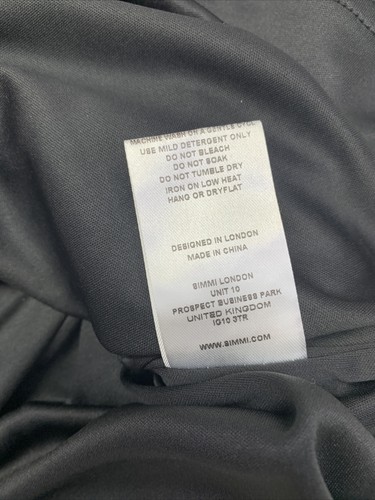 MACHINE WASH ON A GENTLE CYCLE
USE MILD DETERGENT ONLY
DO NOT BLEACH
DO NOT SOAK
DO NOT TUMBLE DRY
IRON ON LOW HEAT
HANG OR DRYFLAT
DESIGNED IN LONDON
MADE IN CHINA
SIMMI LONDON
UNIT 10
PROSPECT BUSINESS PARK
UNITED KINGDOM
IG10 3TR
WWW.SIMMI.COM